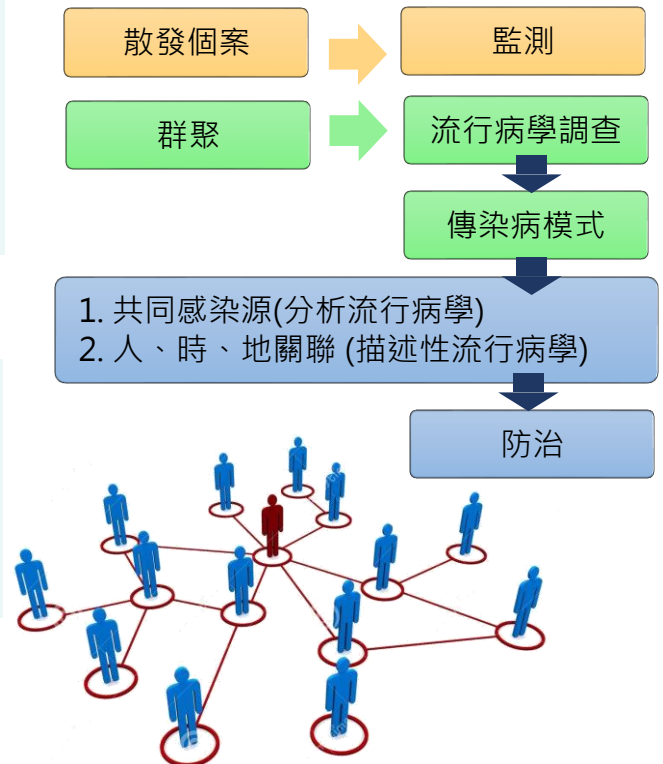 散發個案
監測
群聚
流行病學調查
傳染病模式
1. 共同感染源(分析流行病學)
2. 人、時、地關聯 (描述性流行病學)
防治